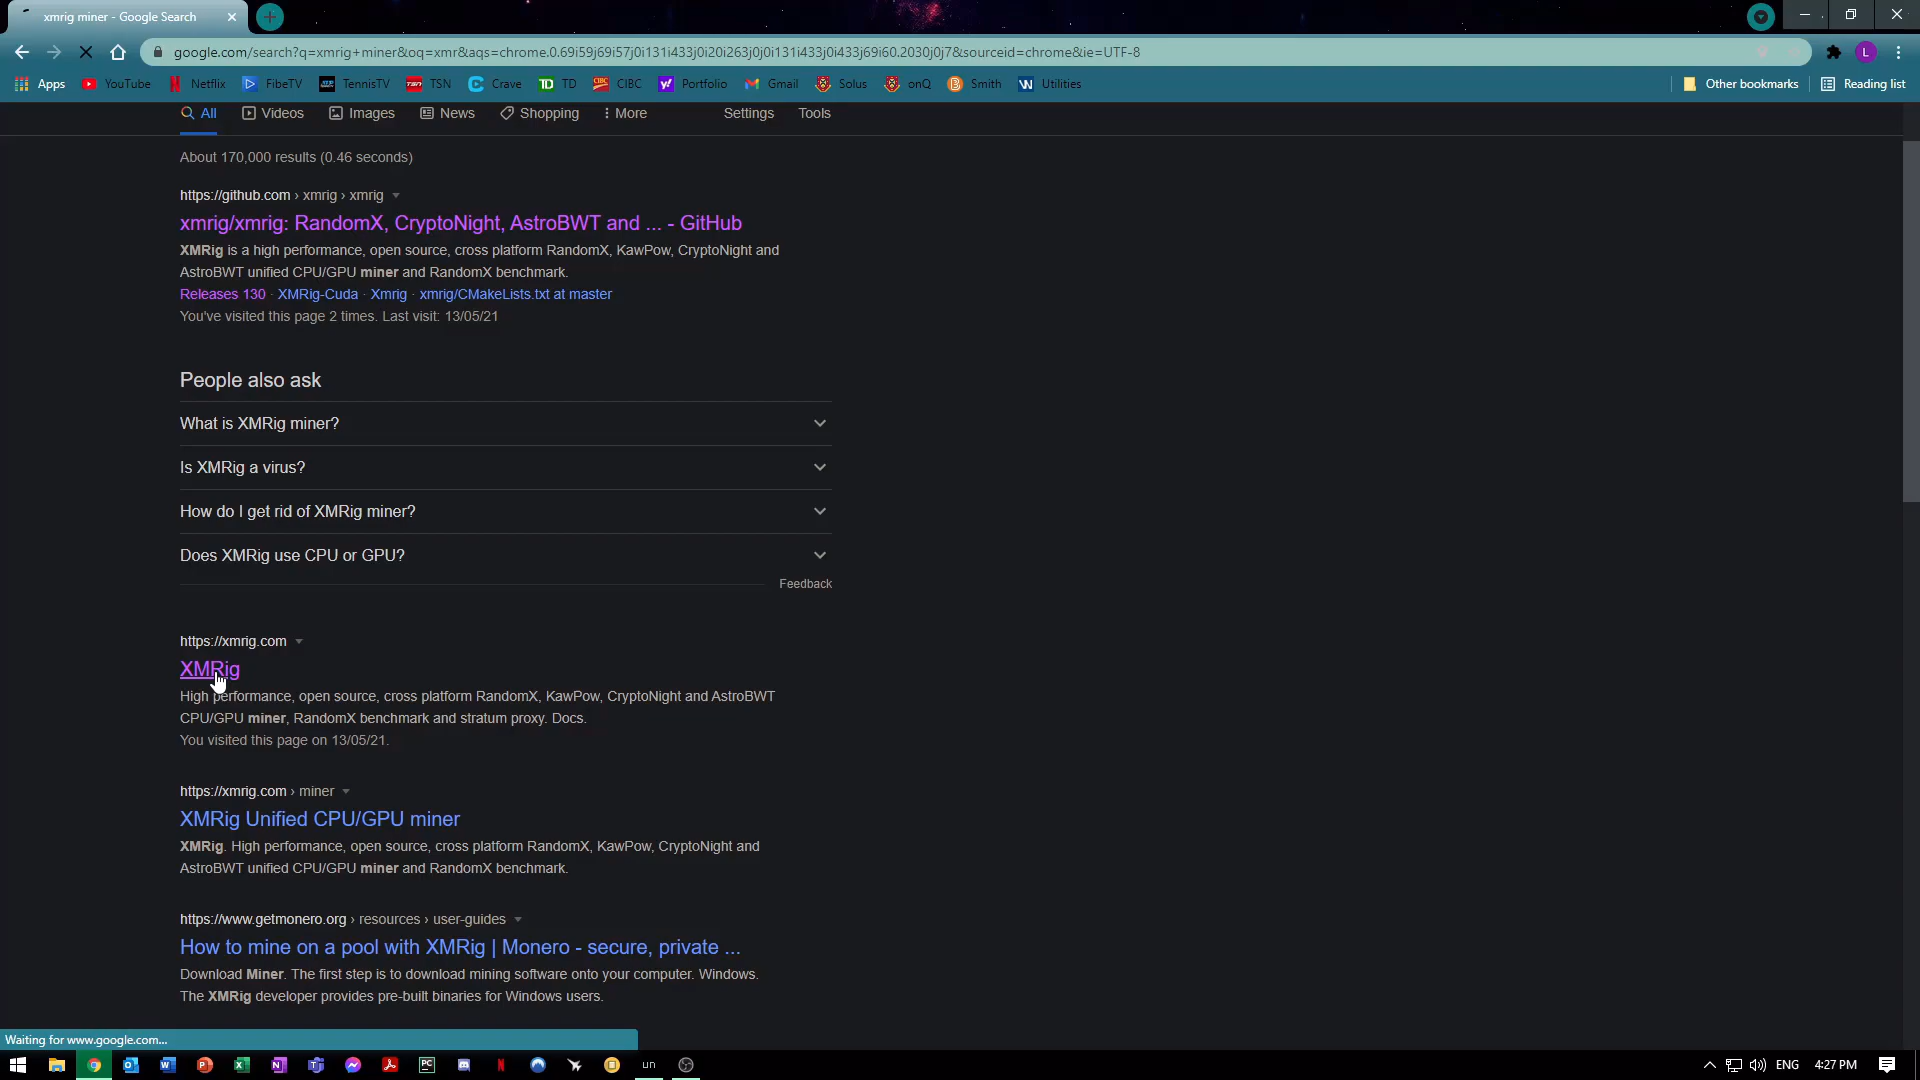 xmrig miner - Google Search
google.com/search?q=xmrig+miner&oq=xmr&aqs=chrome.0.69i59j69i57j0i131i433j0i20i263j0j0i131i433j0i433j69i60.2030j0j7&sourceid=chrome&ie=UTF-8
L
Apps YouTube Netflix FibeTV TennisTV TSN Crave TD CIBC Portfolio Gmail Solus onQ Smith Utilities Other bookmarks Reading list
All Videos Images News Shopping More Settings Tools
About 170,000 results (0.46 seconds)
https://github.com › xmrig › xmrig
xmrig/xmrig: RandomX, CryptoNight, AstroBWT and ... - GitHub
XMRig is a high performance, open source, cross platform RandomX, KawPow, CryptoNight and
AstroBWT unified CPU/GPU miner and RandomX benchmark.
Releases 130 · XMRig-Cuda · Xmrig · xmrig/CMakeLists.txt at master
You've visited this page 2 times. Last visit: 13/05/21
People also ask
What is XMRig miner?
Is XMRig a virus?
How do I get rid of XMRig miner?
Does XMRig use CPU or GPU?
Feedback
https://xmrig.com
XMRig
High performance, open source, cross platform RandomX, KawPow, CryptoNight and AstroBWT
CPU/GPU miner, RandomX benchmark and stratum proxy. Docs.
You visited this page on 13/05/21.
https://xmrig.com › miner
XMRig Unified CPU/GPU miner
XMRig. High performance, open source, cross platform RandomX, KawPow, CryptoNight and
AstroBWT unified CPU/GPU miner and RandomX benchmark.
https://www.getmonero.org › resources › user-guides
How to mine on a pool with XMRig | Monero - secure, private ...
Download Miner. The first step is to download mining software onto your computer. Windows.
The XMRig developer provides pre-built binaries for Windows users.
Waiting for www.google.com...
un ENG 4:27 PM